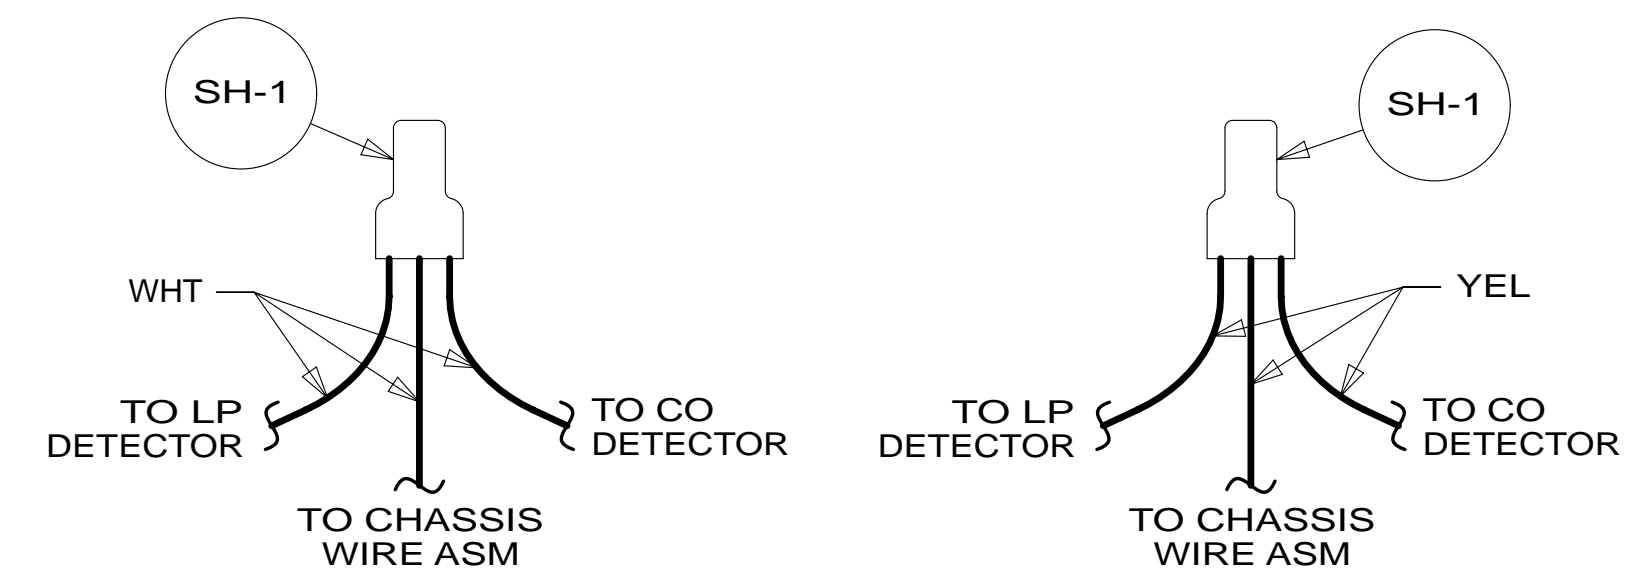 SH-1
WHT
TO LP
DETECTOR
TO CO
DETECTOR
TO CHASSIS
WIRE ASM
SH-1
YEL
TO LP
DETECTOR
TO CO
DETECTOR
TO CHASSIS
WIRE ASM